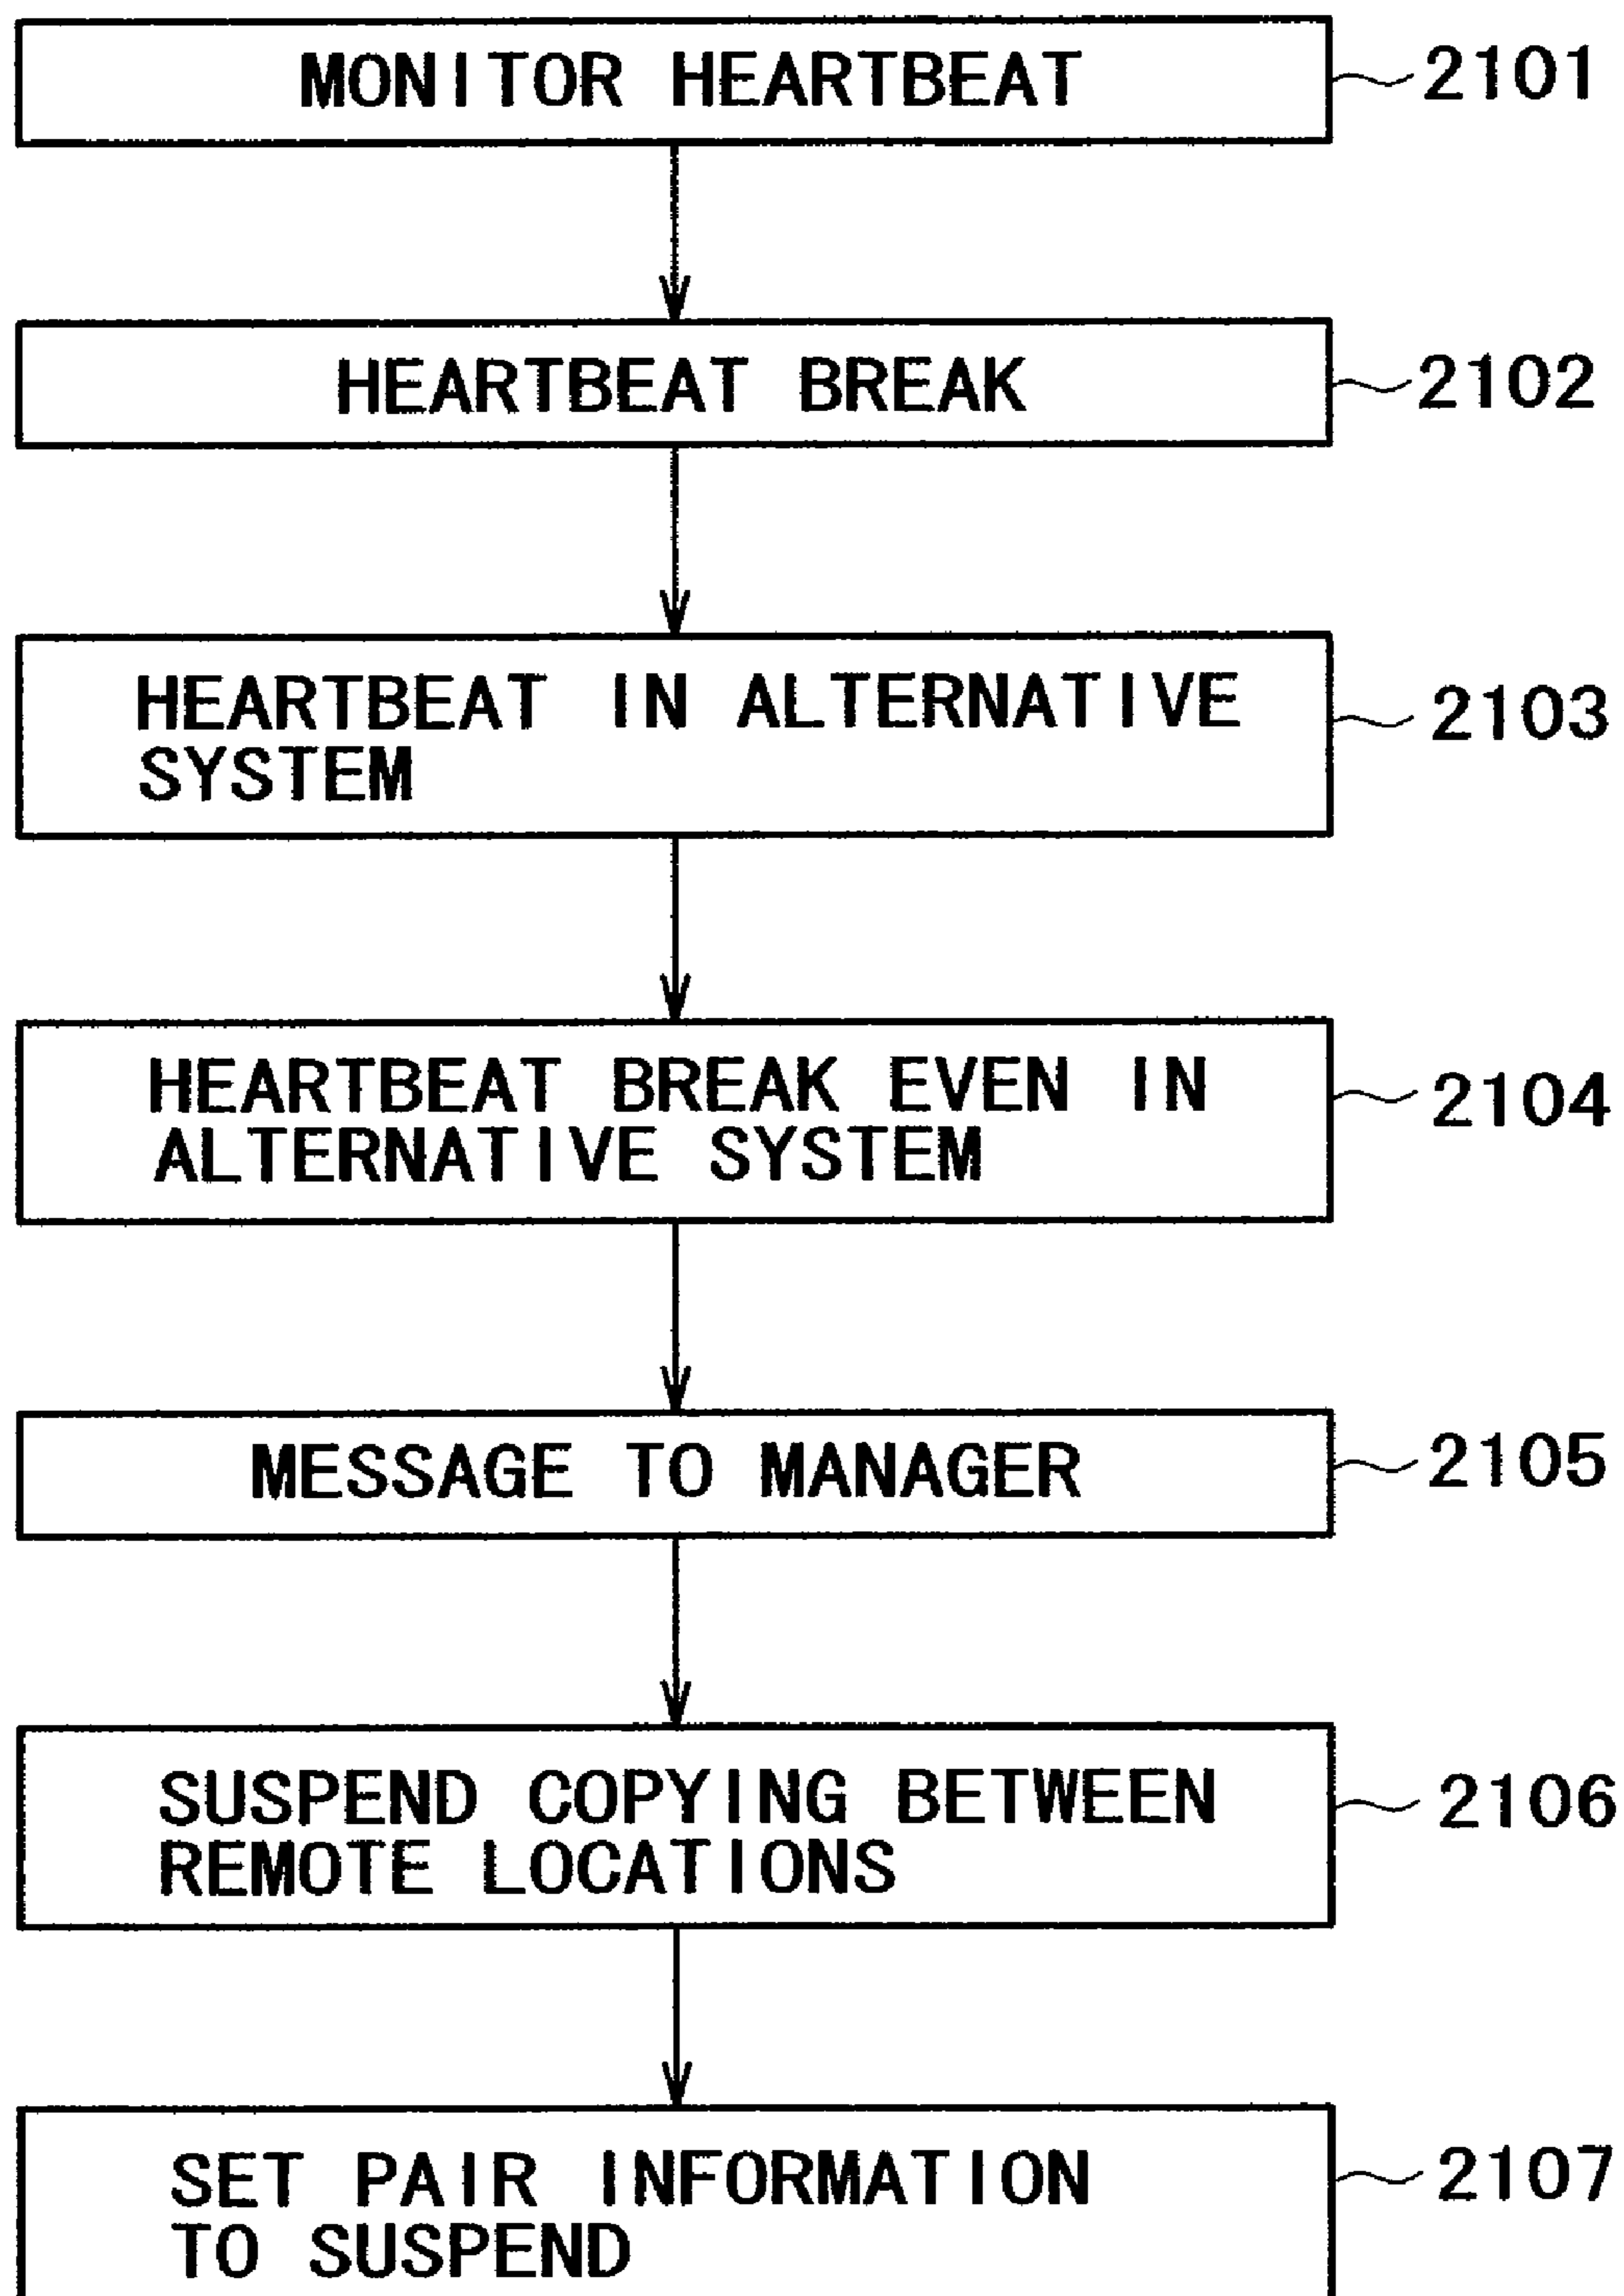 MONITOR HEARTBEAT
2101
HEARTBEAT BREAK
2102
HEARTBEAT IN ALTERNATIVE
SYSTEM
2103
HEARTBEAT BREAK EVEN IN
ALTERNATIVE SYSTEM
2104
MESSAGE TO MANAGER
2105
SUSPEND COPYING BETWEEN
REMOTE LOCATIONS
2106
SET PAIR INFORMATION
TO SUSPEND
2107